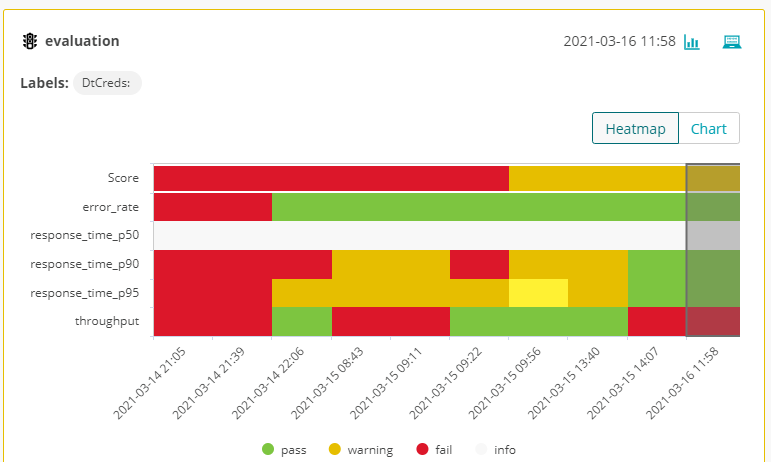 evaluation 2021-03-16 11:58
Labels: DtCreds:
Heatmap Chart
Score
error_rate
response_time_p50
response_time_p90
response_time_p95
throughput
2021-03-14 21:05
2021-03-14 21:39
2021-03-14 22:06
2021-03-15 08:43
2021-03-15 09:11
2021-03-15 09:22
2021-03-15 09:56
2021-03-15 13:40
2021-03-15 14:07
2021-03-16 11:58
pass warning fail info